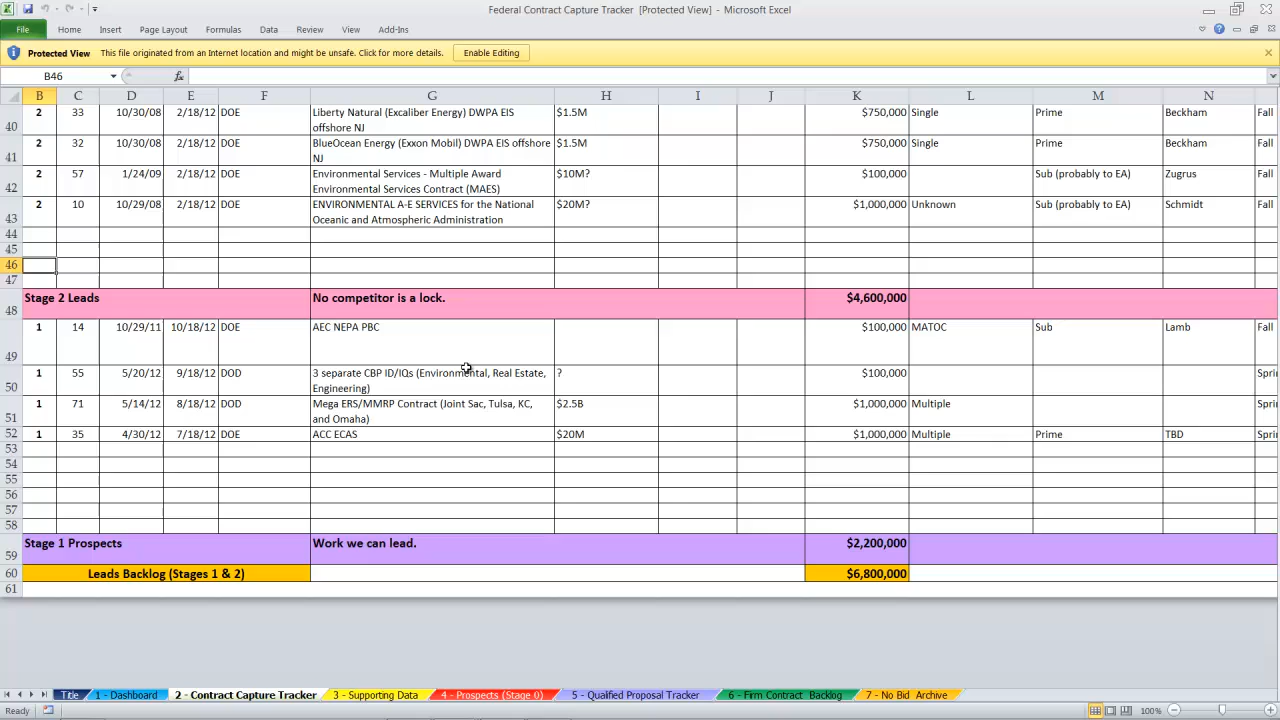 Federal Contract Capture Tracker [Protected View] - Microsoft Excel
File Home Insert Page Layout Formulas Data Review View Add-Ins
Protected View This file originated from an Internet location and might be unsafe. Click for more details. Enable Editing
B46 fx
B C D E F G H I J K L M N
40 2 33 10/30/08 2/18/12 DOE Liberty Natural (Excaliber Energy) DWPA EIS $1.5M $750,000 Single Prime Beckham Fall
offshore NJ
41 2 32 10/30/08 2/18/12 DOE BlueOcean Energy (Exxon Mobil) DWPA EIS offshore $1.5M $750,000 Single Prime Beckham Fall
NJ
42 2 57 1/24/09 2/18/12 DOE Environmental Services - Multiple Award $10M? $100,000 Sub (probably to EA) Zugrus Fall
Environmental Services Contract (MAES)
43 2 10 10/29/08 2/18/12 DOE ENVIRONMENTAL A-E SERVICES for the National $20M? $1,000,000 Unknown Sub (probably to EA) Schmidt Fall
Oceanic and Atmospheric Administration
44
45
46
47
48 Stage 2 Leads No competitor is a lock. $4,600,000
49 1 14 10/29/11 10/18/12 DOE AEC NEPA PBC $100,000 MATOC Sub Lamb Fall
50 1 55 5/20/12 9/18/12 DOD 3 separate CBP ID/IQs (Environmental, Real Estate, ? $100,000 Sprin
Engineering)
51 1 71 5/14/12 8/18/12 DOD Mega ERS/MMRP Contract (Joint Sac, Tulsa, KC, $2.5B $1,000,000 Multiple Sprin
and Omaha)
52 1 35 4/30/12 7/18/12 DOE ACC ECAS $20M $1,000,000 Multiple Prime TBD Sprin
53
54
55
56
57
58
59 Stage 1 Prospects Work we can lead. $2,200,000
60 Leads Backlog (Stages 1 & 2) $6,800,000
61
Title 1 - Dashboard 2 - Contract Capture Tracker 3 - Supporting Data 4 - Prospects (Stage 0) 5 - Qualified Proposal Tracker 6 - Firm Contract Backlog 7 - No Bid Archive
Ready 100%